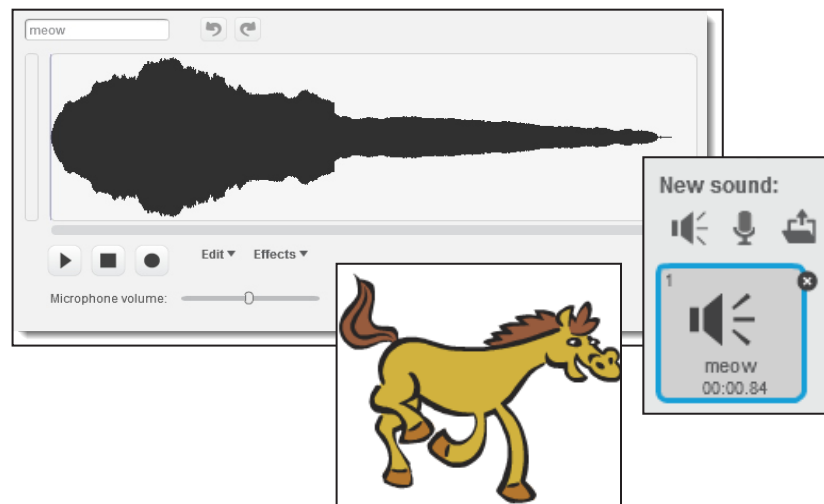 meow
Edit ▾ Effects ▾
Microphone volume:
New sound:
1
meow
00:00.84